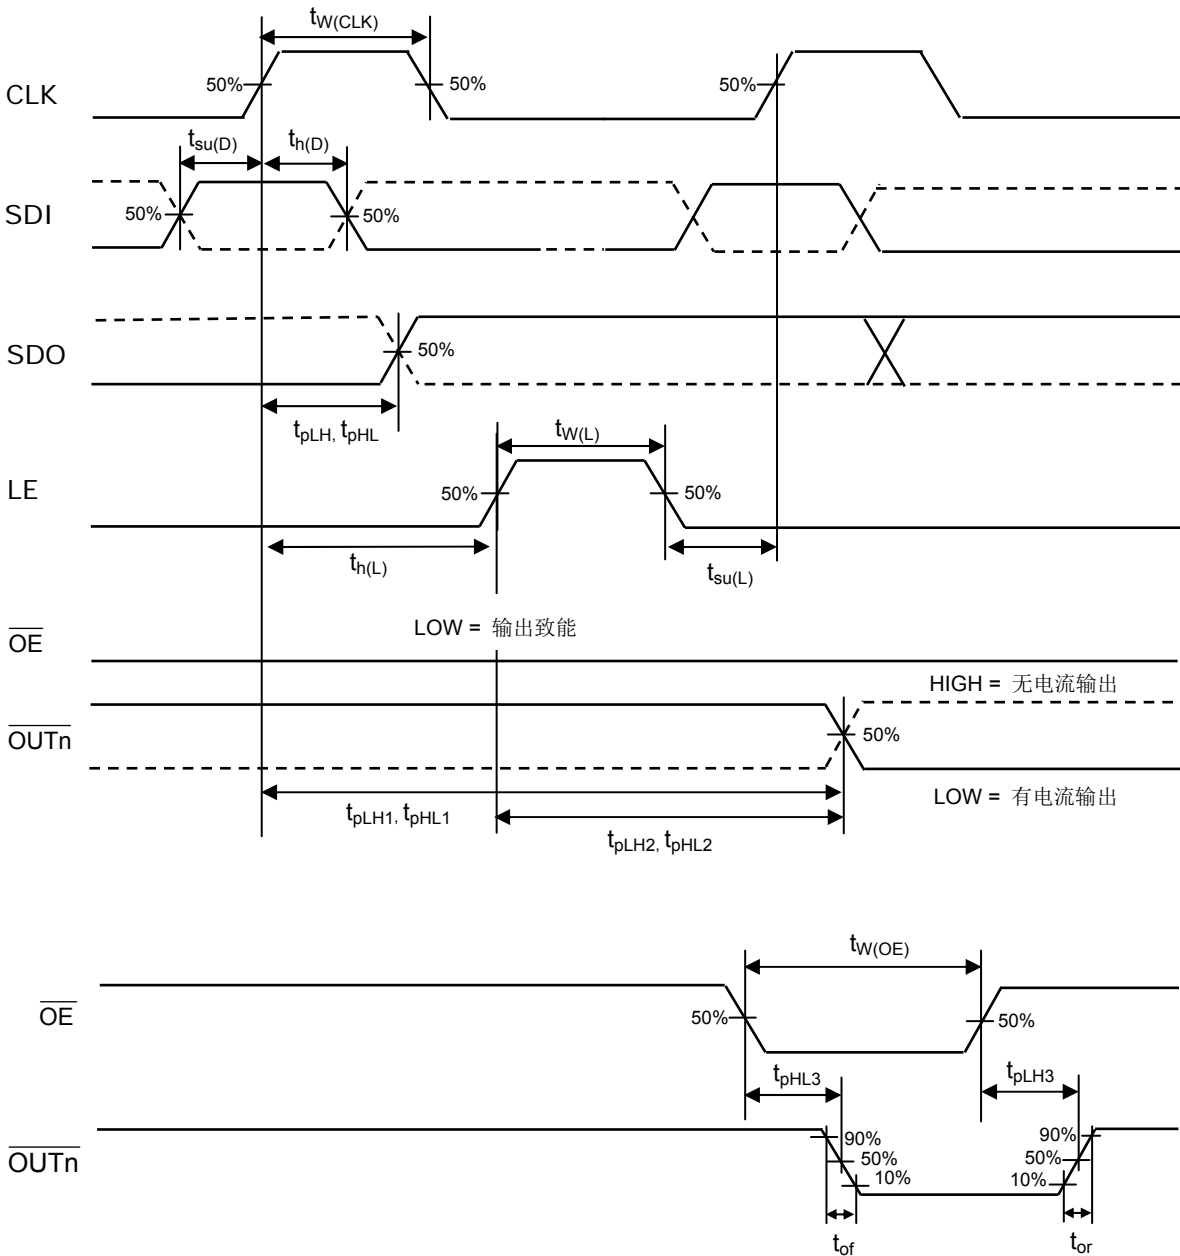 tW(CLK)
CLK
50%
50%
50%
tsu(D)
th(D)
SDI
50%
50%
SDO
50%
tpLH, tpHL
tW(L)
LE
50%
50%
th(L)
tsu(L)
LOW = 输出致能
OE
HIGH = 无电流输出
OUTn
50%
LOW = 有电流输出
tpLH1, tpHL1
tpLH2, tpHL2
tW(OE)
OE
50%
50%
tpHL3
tpLH3
OUTn
90%
50%
10%
90%
50%
10%
tof
tor